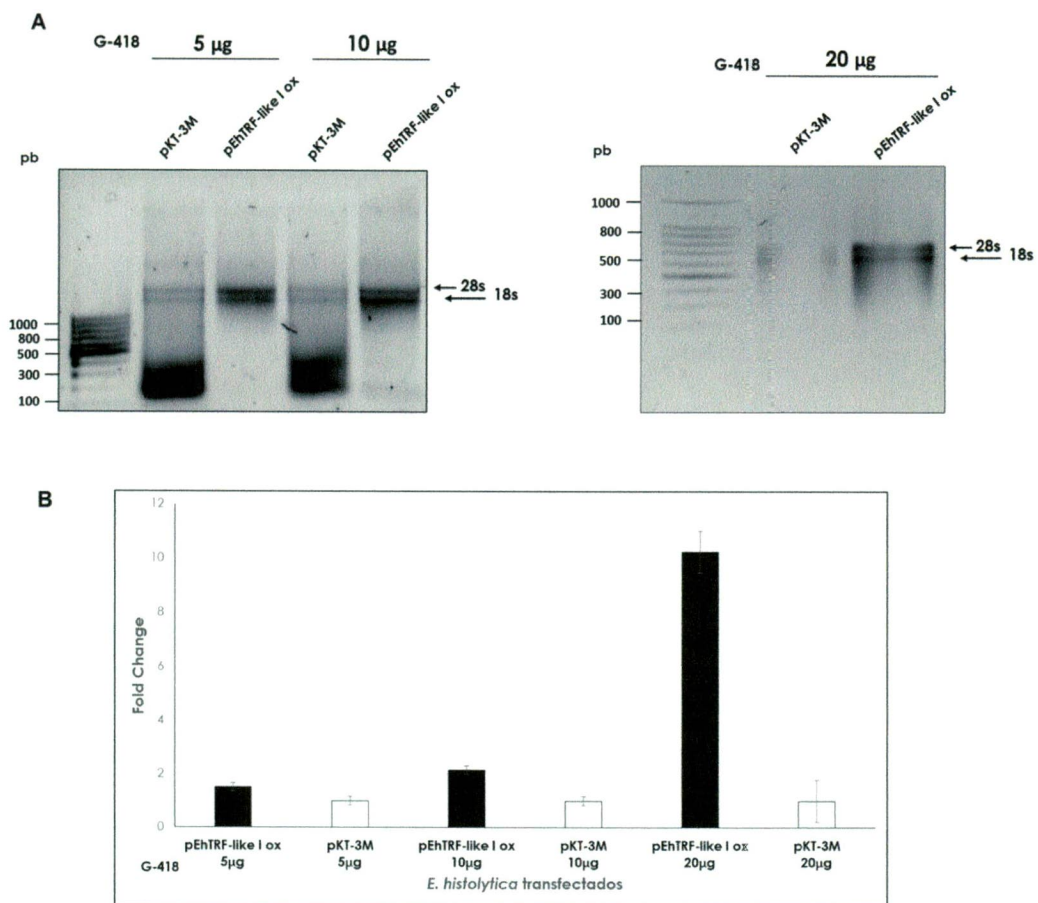 A
G-418
5 µg
10 µg
pKT-3M
pEhTRF-like I ox
pKT-3M
pEhTRF-like I ox
pb
1000
800
500
300
100
28s
18s
G-418
20 µg
pKT-3M
pEhTRF-like I ox
pb
1000
800
500
300
100
28s
18s
B
12
10
8
6
4
2
0
Fold Change
pEhTRF-like I ox
5µg
pKT-3M
5µg
pEhTRF-like I ox
10µg
pKT-3M
10µg
pEhTRF-like I ox
20µg
pKT-3M
20µg
G-418
E. histolytica transfectados